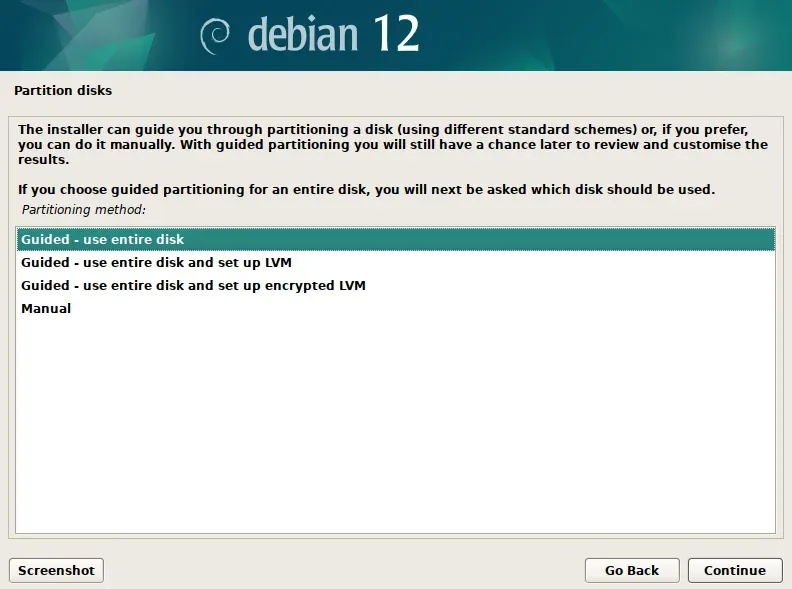 debian 12
Partition disks
The installer can guide you through partitioning a disk (using different standard schemes) or, if you prefer,
you can do it manually. With guided partitioning you will still have a chance later to review and customise the
results.
If you choose guided partitioning for an entire disk, you will next be asked which disk should be used.
Partitioning method:
Guided - use entire disk
Guided - use entire disk and set up LVM
Guided - use entire disk and set up encrypted LVM
Manual
Screenshot
Go Back
Continue